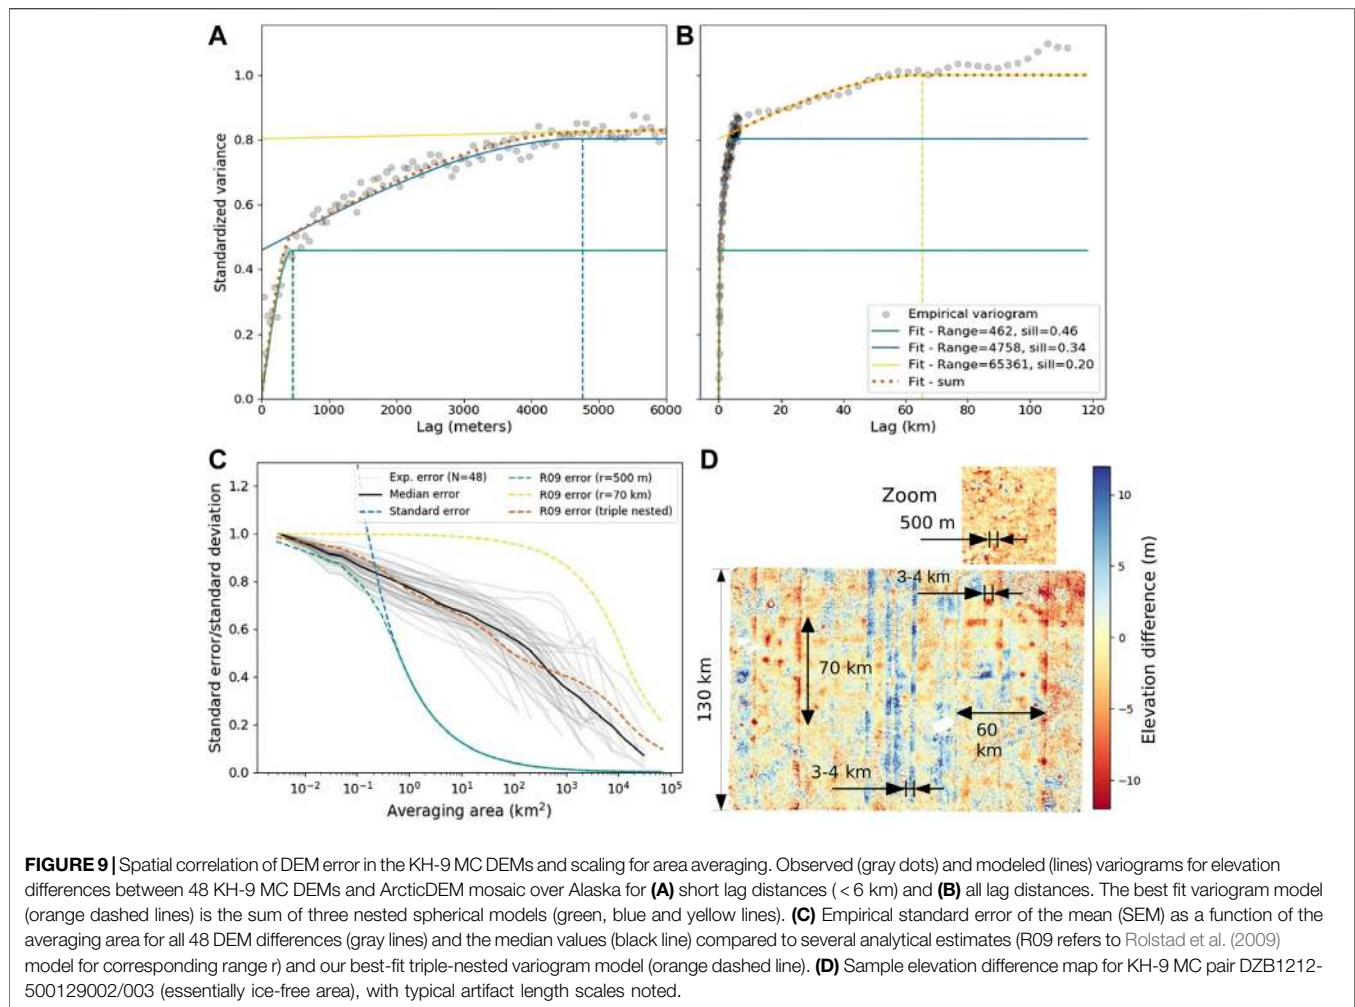 A
B
Standardized variance
1.0
0.8
0.6
0.4
0.2
0.0
0 1000 2000 3000 4000 5000 6000
Lag (meters)
Empirical variogram
Fit - Range=462, sill=0.46
Fit - Range=4758, sill=0.34
Fit - Range=65361, sill=0.20
Fit - sum
0 20 40 60 80 100 120
Lag (km)
C
Standard error/standard deviation
1.2
1.0
0.8
0.6
0.4
0.2
0.0
Exp. error (N=48)
Median error
Standard error
R09 error (r=500 m)
R09 error (r=70 km)
R09 error (triple nested)
10⁻² 10⁻¹ 10⁰ 10¹ 10² 10³ 10⁴ 10⁵
Averaging area (km²)
D
Zoom
500 m
3-4 km
130 km
70 km
60
km
3-4 km
10
5
0
−5
−10
Elevation difference (m)
FIGURE 9 | Spatial correlation of DEM error in the KH-9 MC DEMs and scaling for area averaging. Observed (gray dots) and modeled (lines) variograms for elevation
differences between 48 KH-9 MC DEMs and ArcticDEM mosaic over Alaska for (A) short lag distances (< 6 km) and (B) all lag distances. The best fit variogram model
(orange dashed lines) is the sum of three nested spherical models (green, blue and yellow lines). (C) Empirical standard error of the mean (SEM) as a function of the
averaging area for all 48 DEM differences (gray lines) and the median values (black line) compared to several analytical estimates (R09 refers to Rolstad et al. (2009)
model for corresponding range r) and our best-fit triple-nested variogram model (orange dashed line). (D) Sample elevation difference map for KH-9 MC pair DZB1212-
500129002/003 (essentially ice-free area), with typical artifact length scales noted.